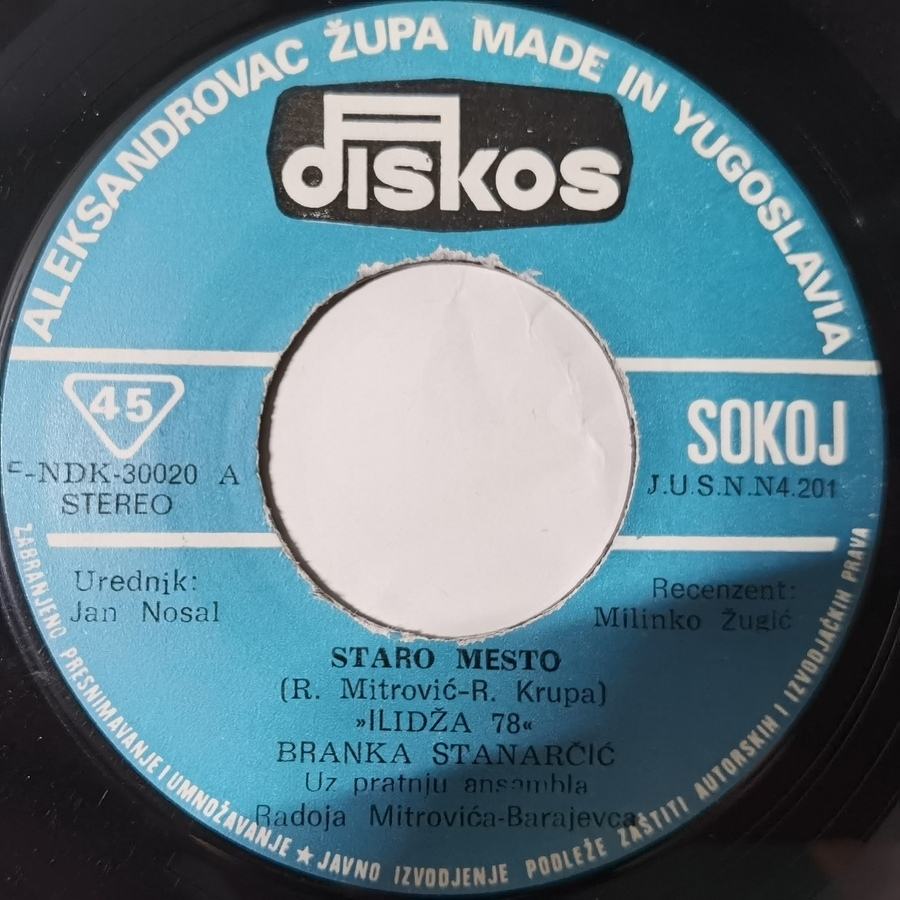 ALEKSANDROVAC ŽUPA MADE IN YUGOSLAVIA
diskos
45
SOKOJ
-NDK-30020 A
J.U.S.N.N4.201
STEREO
Urednik:
Jan Nosal
Recenzent:
Milinko Žugić
STARO MESTO
(R. Mitrović-R. Krupa)
»ILIDŽA 78«
BRANKA STANARČIĆ
Uz pratnju ansambla
Radoja Mitrovića-Barajevca
ZABRANJENO PRESNIMAVANJE I UMNOŽAVANJE ★ JAVNO IZVODJENJE PODLEŽE ZAŠTITI AUTORSKIH I IZVODJAČKIH PRAVA